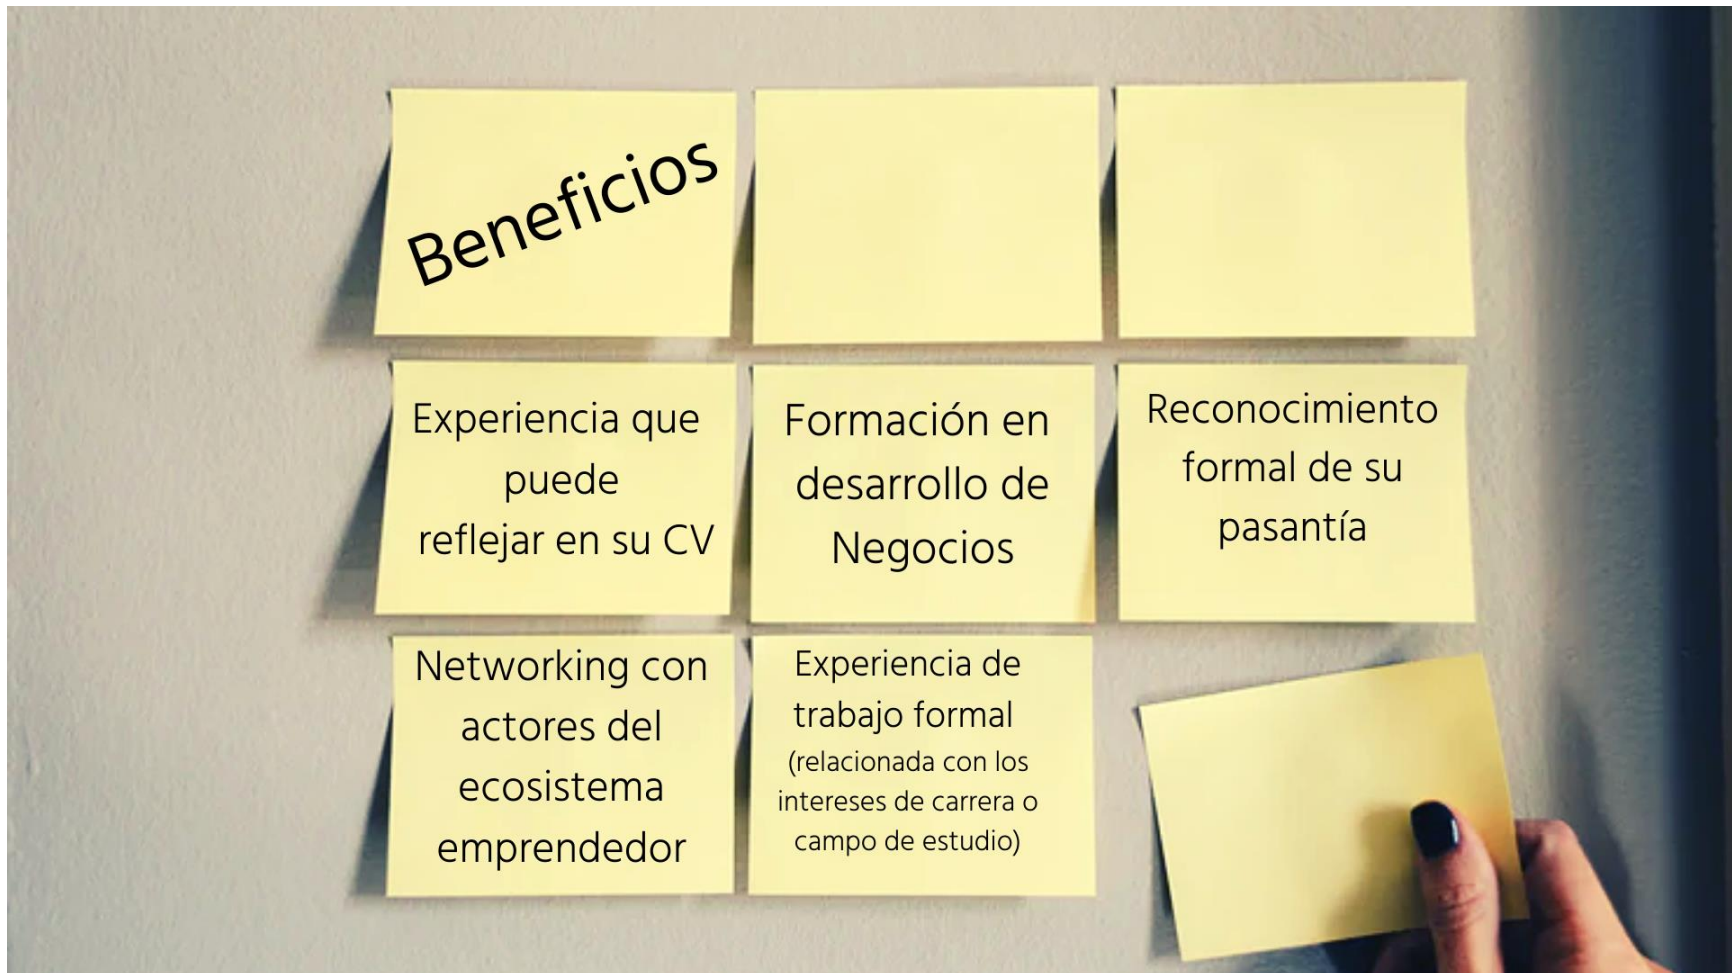 Beneficios
Experiencia que
puede
reflejar en su CV
Formación en
desarrollo de
Negocios
Reconocimiento
formal de su
pasantía
Networking con
actores del
ecosistema
emprendedor
Experiencia de
trabajo formal
(relacionada con los
intereses de carrera o
campo de estudio)